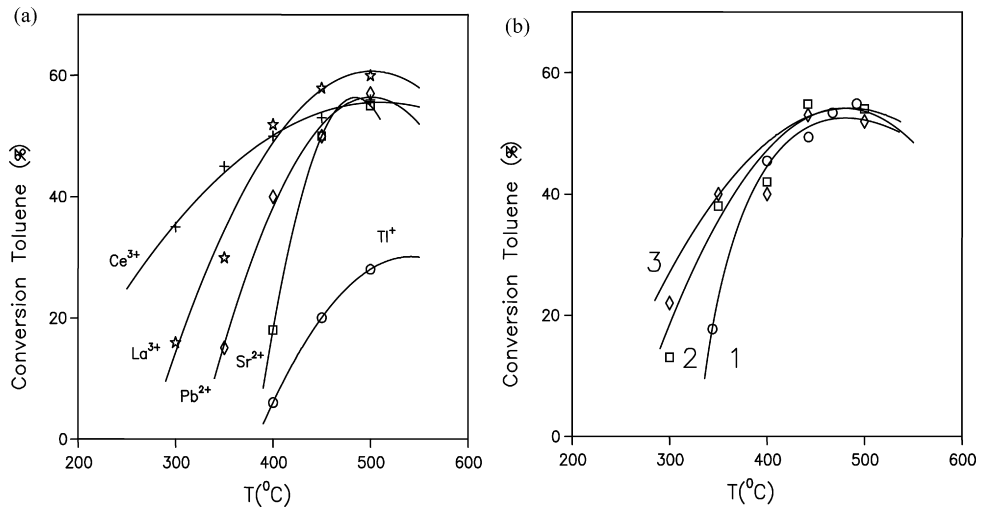 (a)
Conversion Toluene (%)
60
40
20
0
200 300 400 500 600
T(⁰C)
Ce³⁺
La³⁺
Pb²⁺
Sr²⁺
Tl⁺
(b)
Conversion Toluene (%)
60
40
20
0
200 300 400 500 600
T(⁰C)
3
2
1